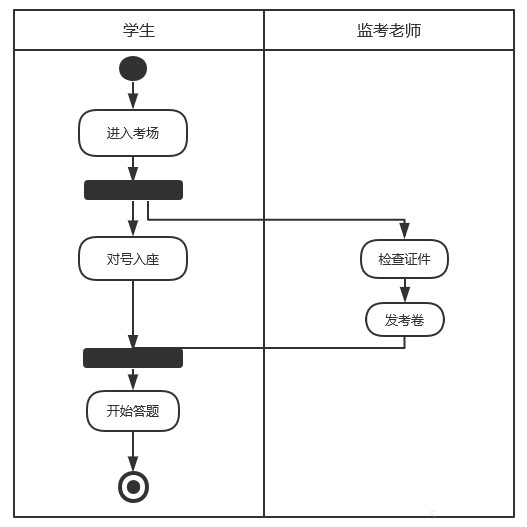 学生
监考老师
进入考场
对号入座
检查证件
发考卷
开始答题